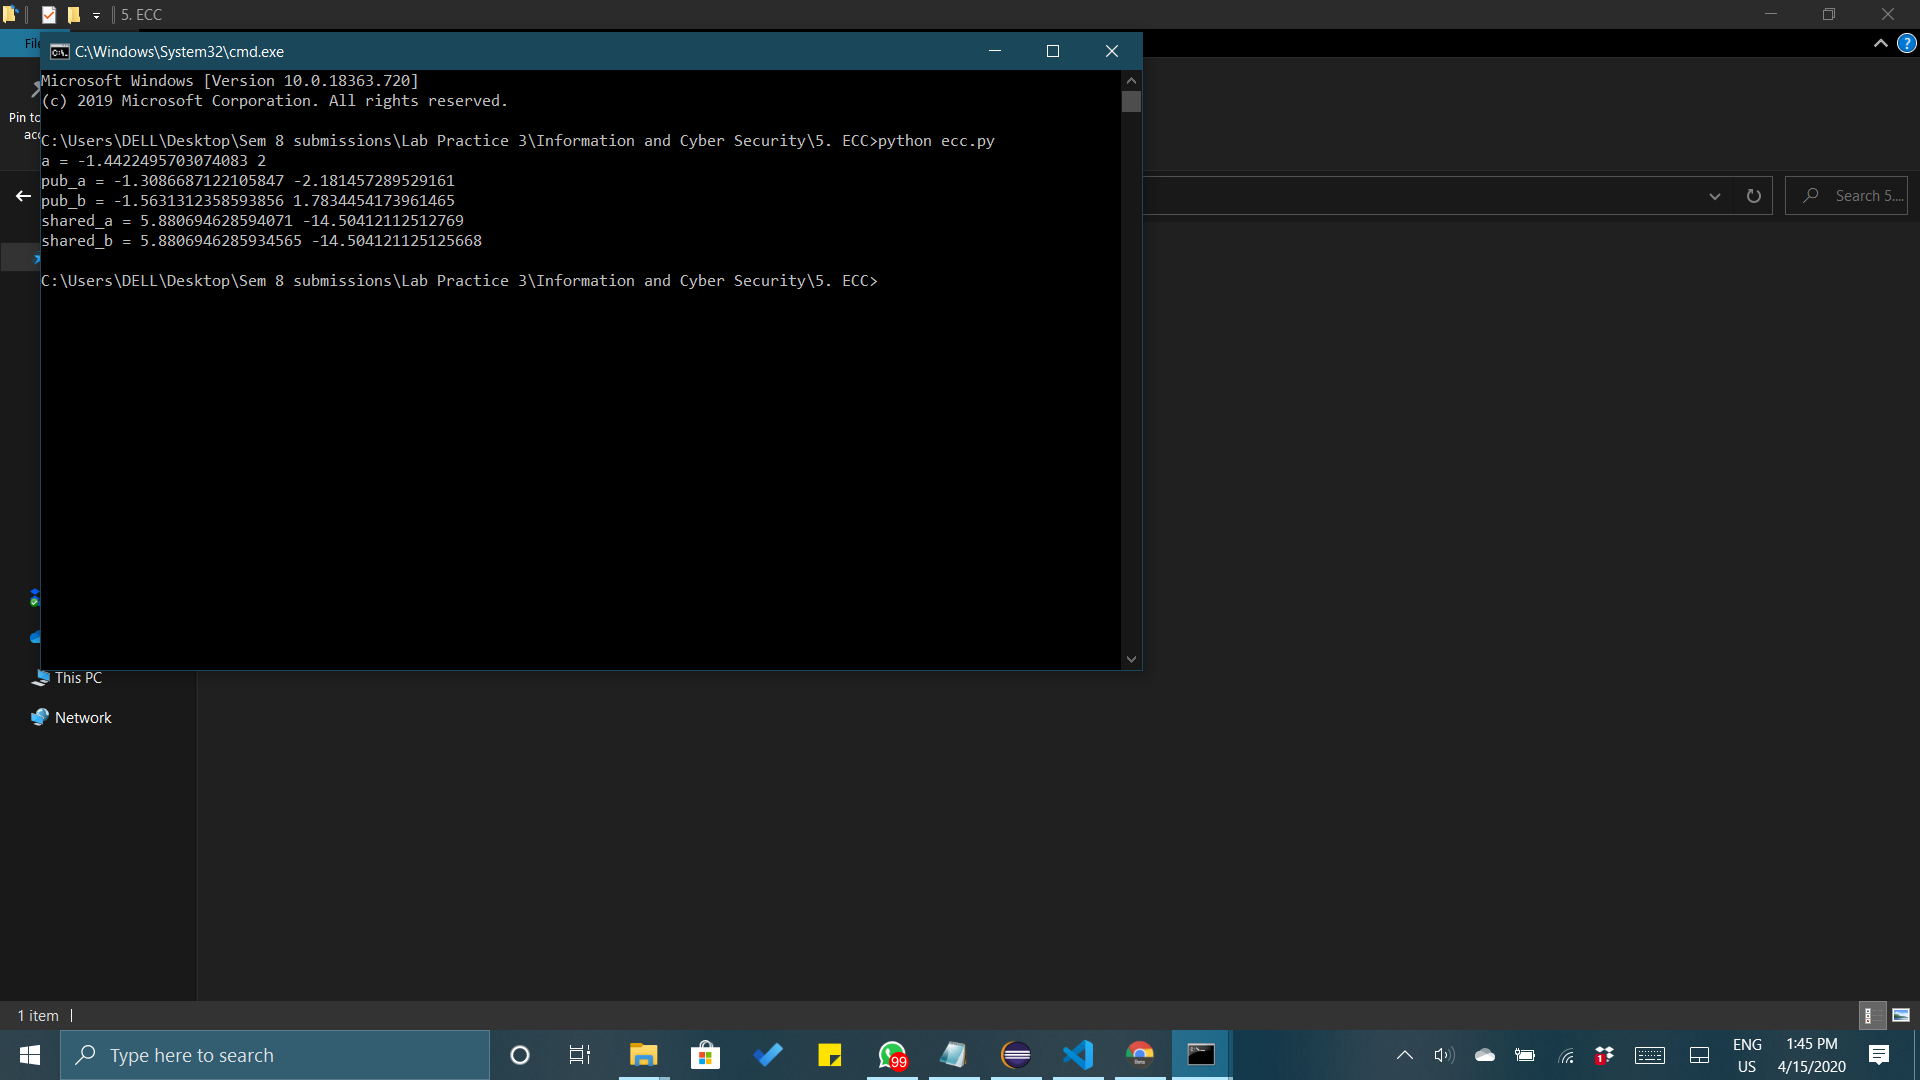 5. ECC
C:\Windows\System32\cmd.exe
Microsoft Windows [Version 10.0.18363.720]
(c) 2019 Microsoft Corporation. All rights reserved.
C:\Users\DELL\Desktop\Sem 8 submissions\Lab Practice 3\Information and Cyber Security\5. ECC>python ecc.py
a = -1.4422495703074083 2
pub_a = -1.3086687122105847 -2.181457289529161
pub_b = -1.5631312358593856 1.7834454173961465
shared_a = 5.880694628594071 -14.50412112512769
shared_b = 5.8806946285934565 -14.504121125125668
C:\Users\DELL\Desktop\Sem 8 submissions\Lab Practice 3\Information and Cyber Security\5. ECC>
Pin to
Search 5....
This PC
Network
1 item
Type here to search
99
1
ENG
US
1:45 PM
4/15/2020